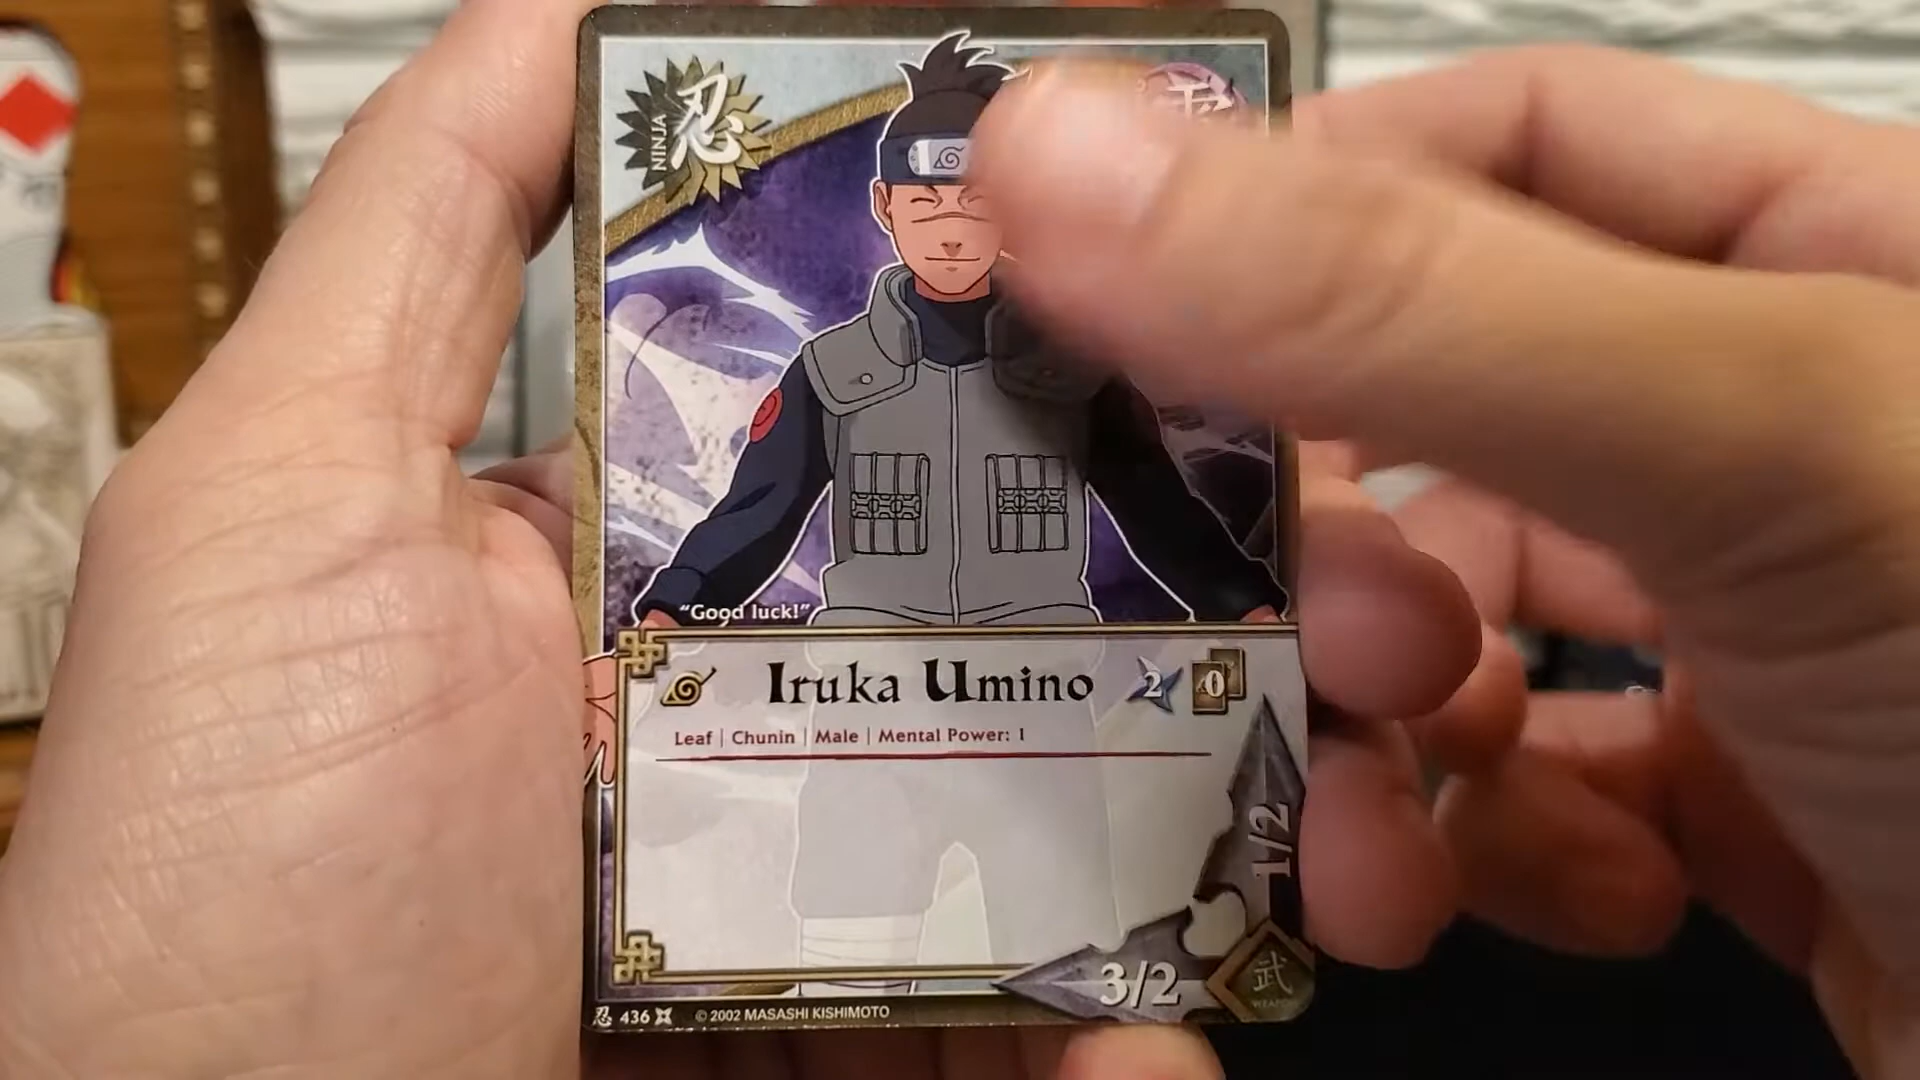 忍
NINJA
"Good luck!"
Iruka Umino
2
0
Leaf | Chunin | Male | Mental Power: 1
1/2
3/2
武
WEAPON
忍 436
© 2002 MASASHI KISHIMOTO